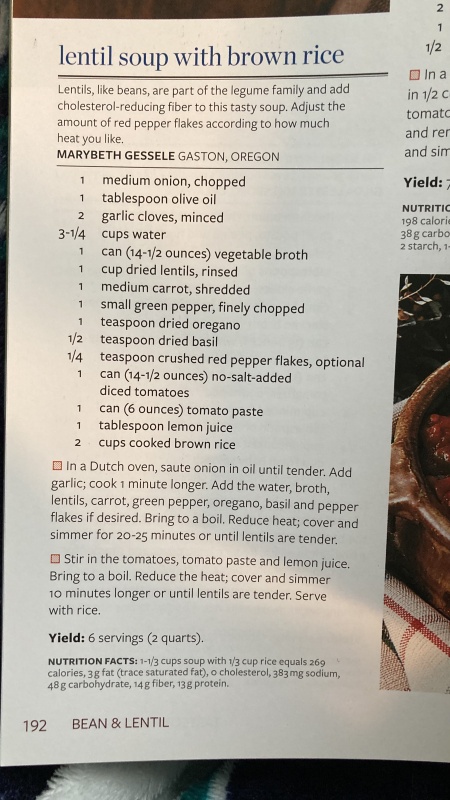 lentil soup with brown rice
Lentils, like beans, are part of the legume family and add
cholesterol-reducing fiber to this tasty soup. Adjust the
amount of red pepper flakes according to how much
heat you like.
MARYBETH GESSELE GASTON, OREGON
1 medium onion, chopped
1 tablespoon olive oil
2 garlic cloves, minced
3-1/4 cups water
1 can (14-1/2 ounces) vegetable broth
1 cup dried lentils, rinsed
1 medium carrot, shredded
1 small green pepper, finely chopped
1 teaspoon dried oregano
1/2 teaspoon dried basil
1/4 teaspoon crushed red pepper flakes, optional
1 can (14-1/2 ounces) no-salt-added
diced tomatoes
1 can (6 ounces) tomato paste
1 tablespoon lemon juice
2 cups cooked brown rice
In a Dutch oven, saute onion in oil until tender. Add
garlic; cook 1 minute longer. Add the water, broth,
lentils, carrot, green pepper, oregano, basil and pepper
flakes if desired. Bring to a boil. Reduce heat; cover and
simmer for 20-25 minutes or until lentils are tender.
Stir in the tomatoes, tomato paste and lemon juice.
Bring to a boil. Reduce the heat; cover and simmer
10 minutes longer or until lentils are tender. Serve
with rice.
Yield: 6 servings (2 quarts).
NUTRITION FACTS: 1-1/3 cups soup with 1/3 cup rice equals 269
calories, 3 g fat (trace saturated fat), 0 cholesterol, 383 mg sodium,
48 g carbohydrate, 14 g fiber, 13 g protein.
192 BEAN & LENTIL
2
1
1/2
In a
in 1/2 c
tomato
and
and sim
Yield:
NUTRITIO
198 calori
38 g carbo
2 starch, 1-